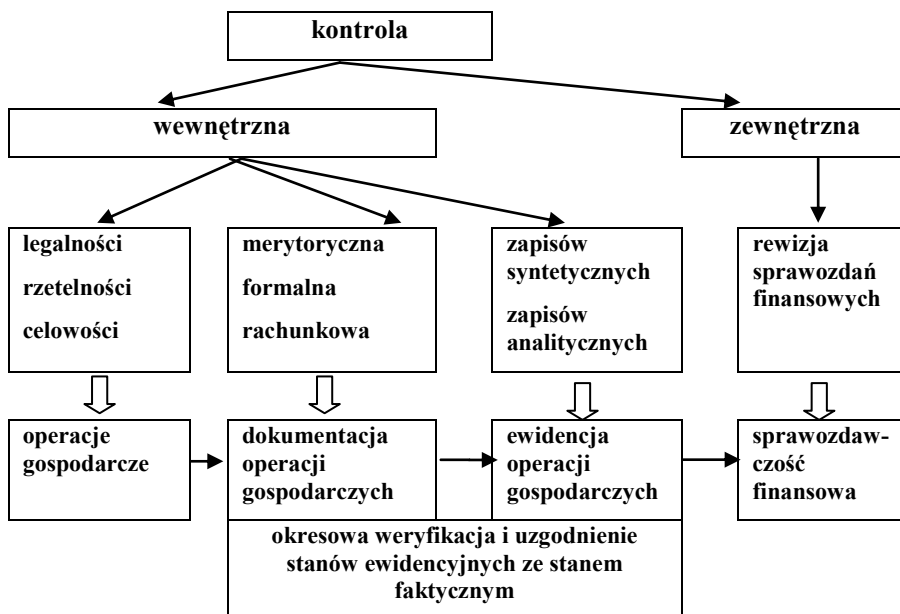 kontrola
wewnętrzna
zewnętrzna
legalności
rzetelności
celowości
merytoryczna
formalna
rachunkowa
zapisów
syntetycznych
zapisów
analitycznych
rewizja
sprawozdań
finansowych
operacje
gospodarcze
dokumentacja
operacji
gospodarczych
ewidencja
operacji
gospodarczych
sprawozdaw-
czość
finansowa
okresowa weryfikacja i uzgodnienie
stanów ewidencyjnych ze stanem
faktycznym